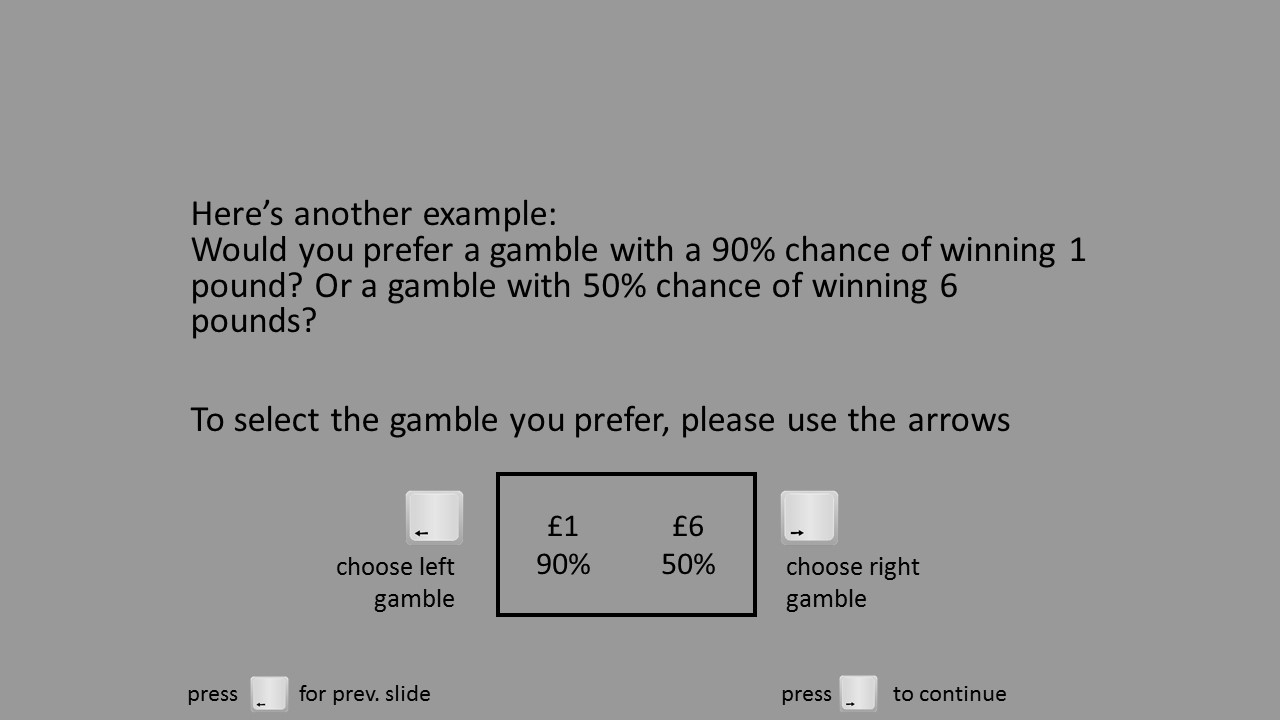 Here’s another example:
Would you prefer a gamble with a 90% chance of winning 1
pound? Or a gamble with 50% chance of winning 6
pounds?
To select the gamble you prefer, please use the arrows
←
£1 £6
→
90% 50%
choose left
gamble
choose right
gamble
press ← for prev. slide
press → to continue